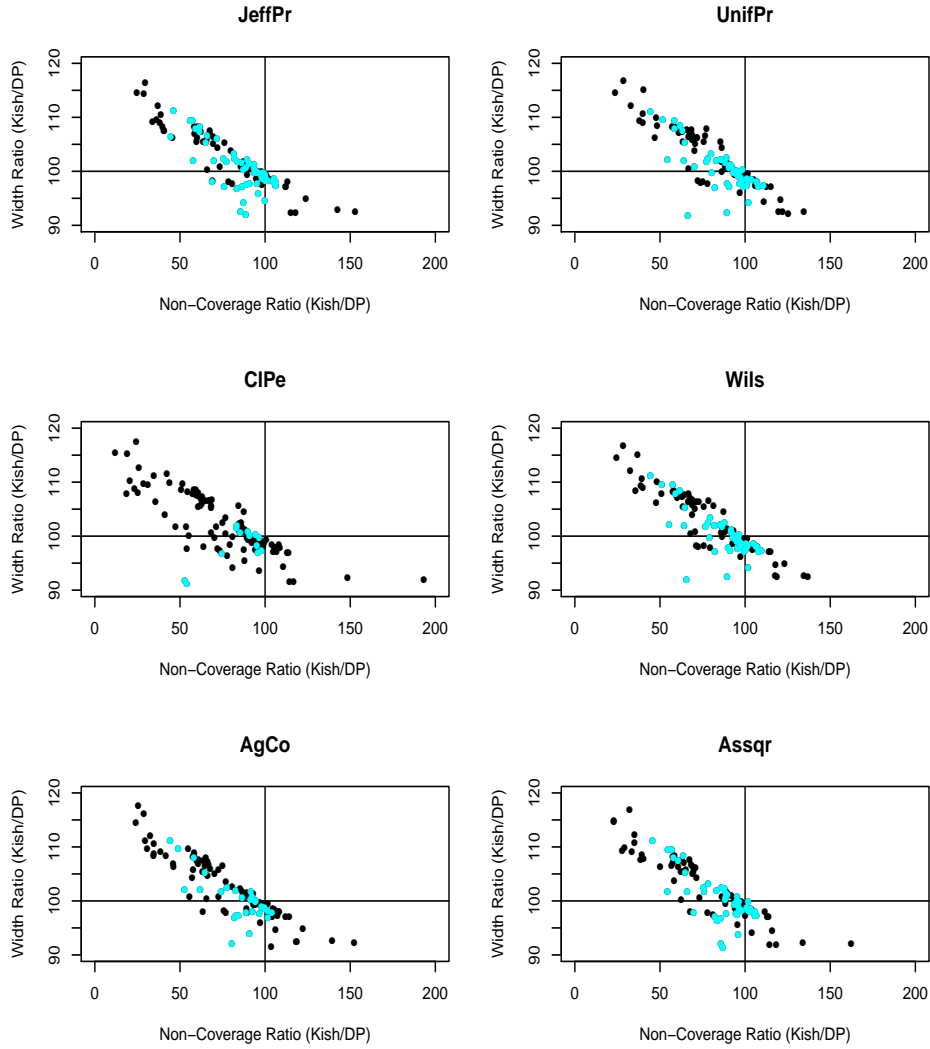 JeffPr
UnifPr
Width Ratio (Kish/DP)
90 100 110 120
0 50 100 150 200
Non−Coverage Ratio (Kish/DP)
Width Ratio (Kish/DP)
90 100 110 120
0 50 100 150 200
Non−Coverage Ratio (Kish/DP)
ClPe
Wils
Width Ratio (Kish/DP)
90 100 110 120
0 50 100 150 200
Non−Coverage Ratio (Kish/DP)
Width Ratio (Kish/DP)
90 100 110 120
0 50 100 150 200
Non−Coverage Ratio (Kish/DP)
AgCo
Assqr
Width Ratio (Kish/DP)
90 100 110 120
0 50 100 150 200
Non−Coverage Ratio (Kish/DP)
Width Ratio (Kish/DP)
90 100 110 120
0 50 100 150 200
Non−Coverage Ratio (Kish/DP)